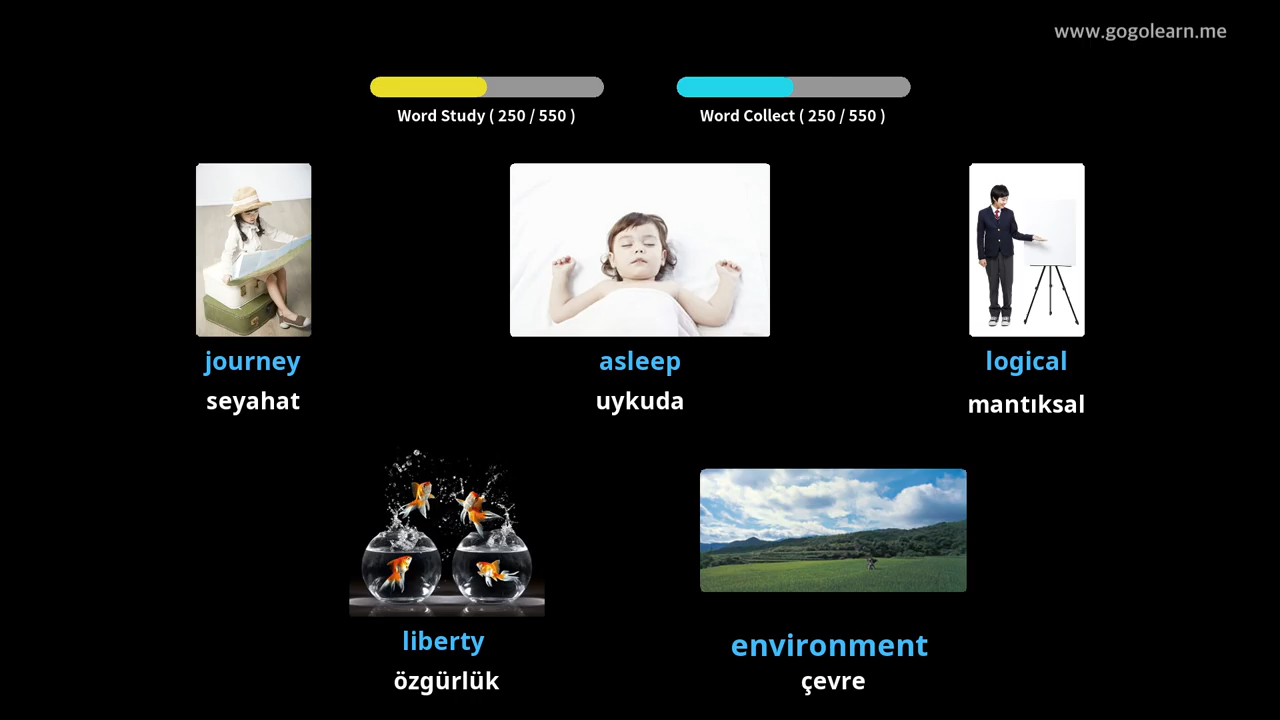 www.gogolearn.me
Word Study ( 250 / 550 )
Word Collect ( 250 / 550 )
journey
seyahat
asleep
uykuda
logical
mantıksal
liberty
özgürlük
environment
çevre